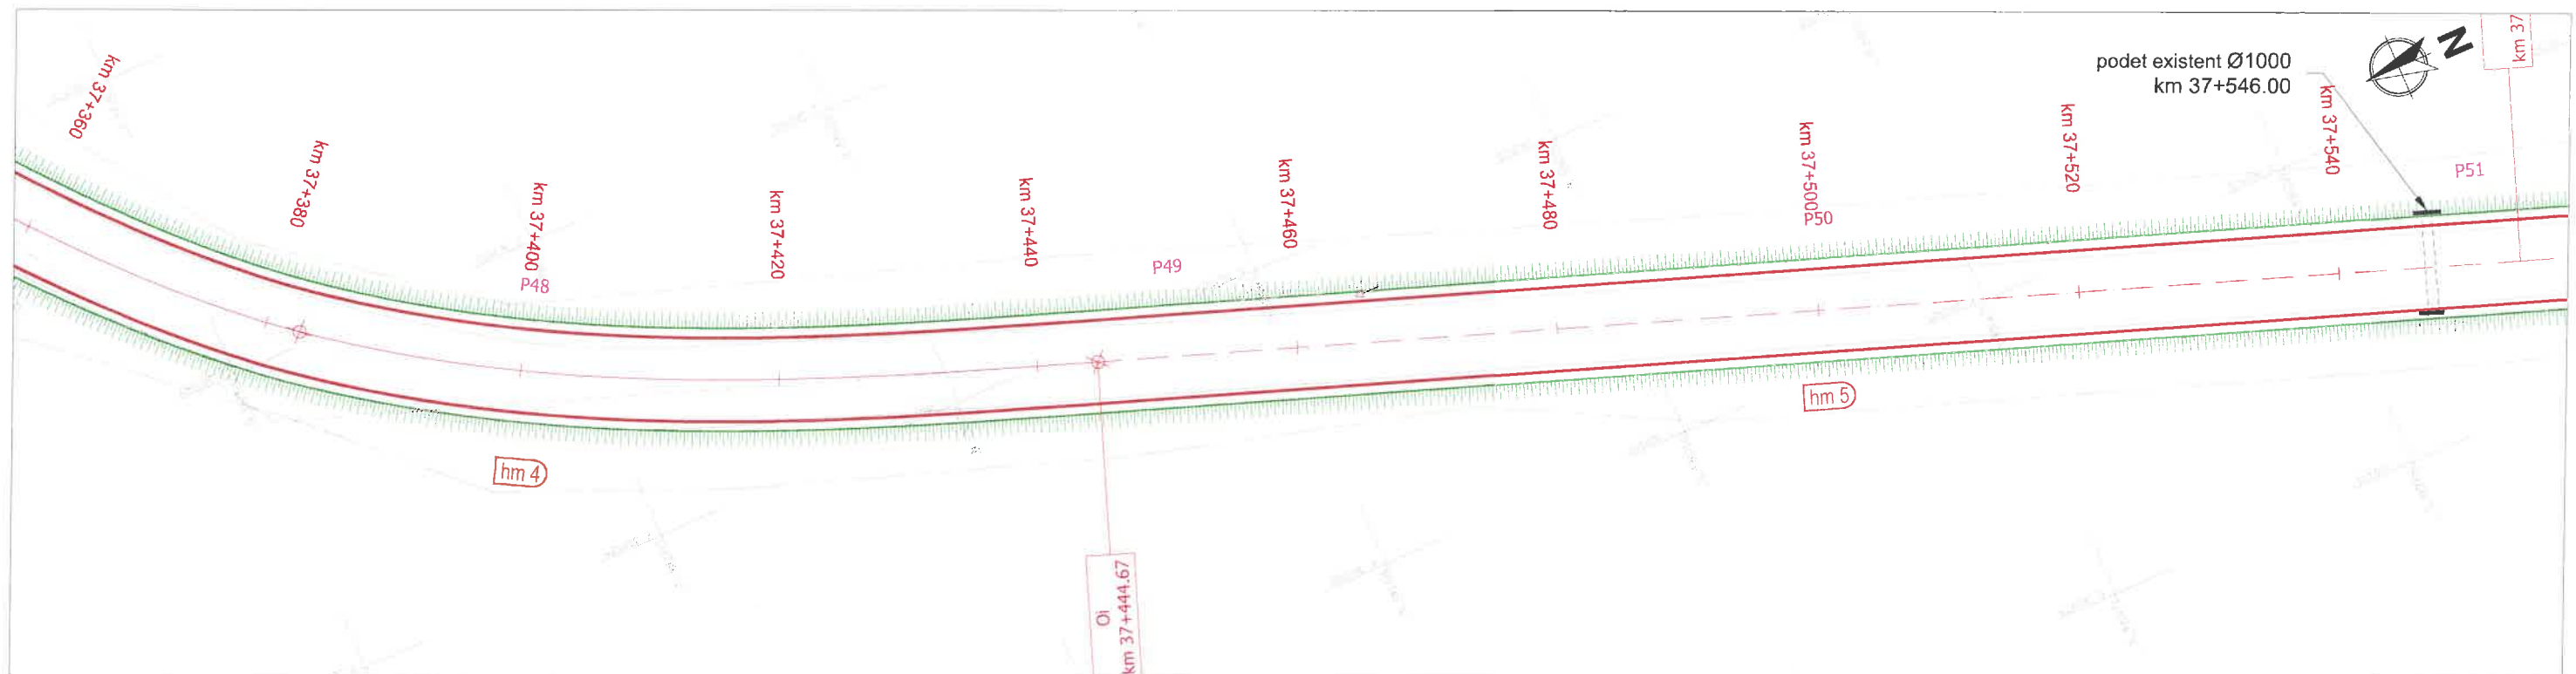 km 37+360
km 37+380
km 37+400
P48
km 37+420
km 37+440
P49
km 37+460
km 37+480
km 37+500
P50
km 37+520
podet existent Ø1000
km 37+546.00
km 37+540
N
km 37
P51
hm 4
hm 5
Oi
km 37+444.67